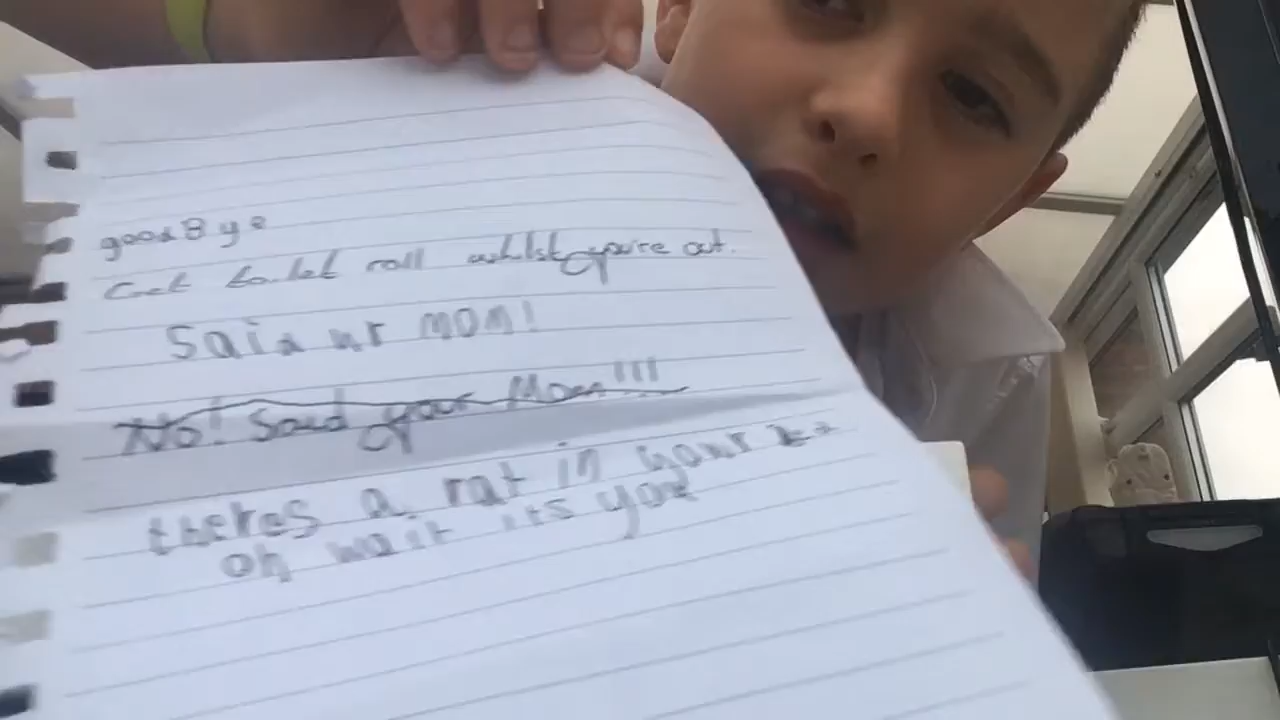 goodBye
Get toilet roll whilst you're out.
Said ur mom!
No! Said your Mom!!!
theres a rat in your
oh wait its you